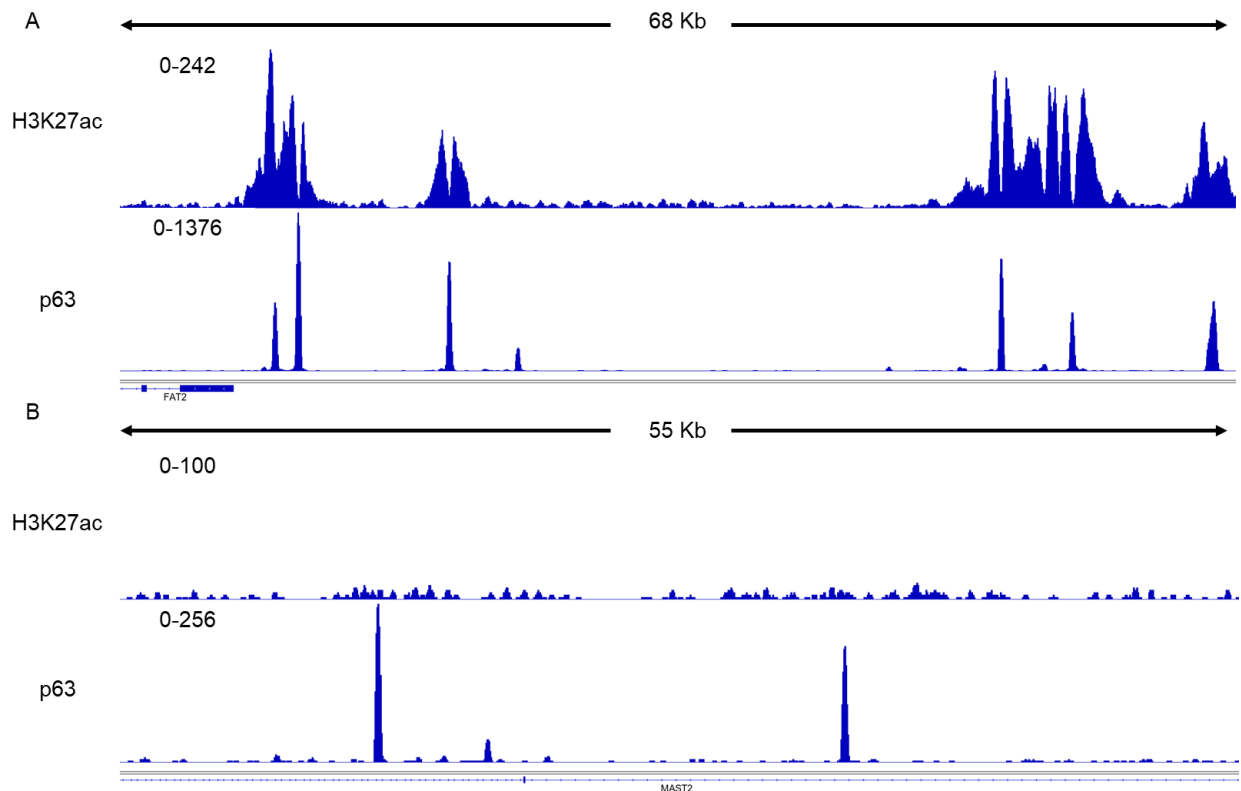 A
68 Kb
0-242
H3K27ac
0-1376
p63
FAT2
B
55 Kb
0-100
H3K27ac
0-256
p63
MAST2